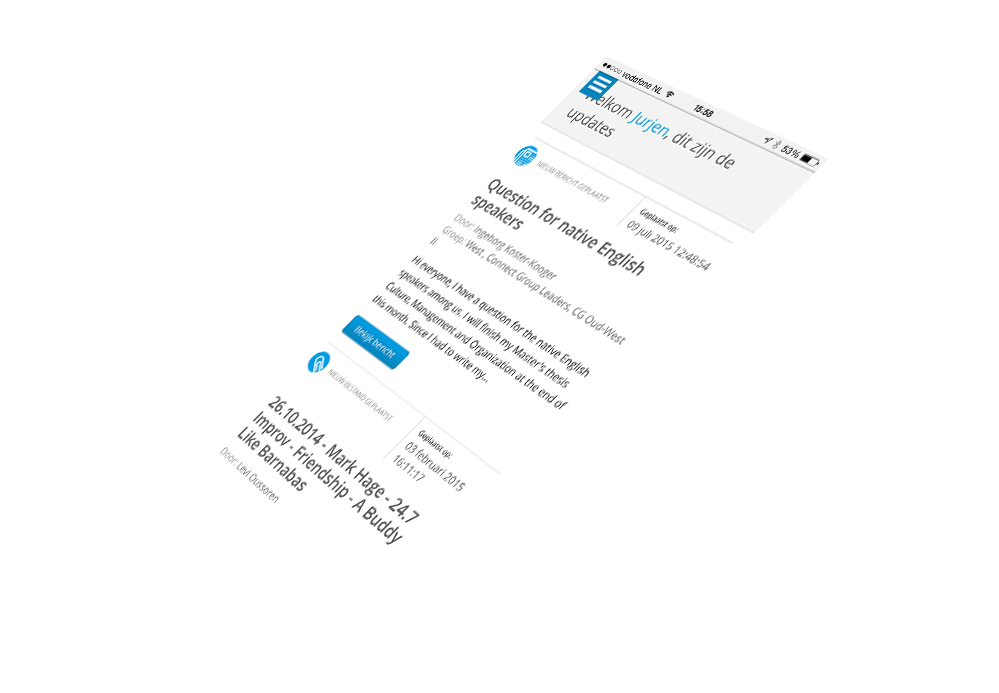 vodafone NL 15:58 53%
Welkom Jurjen, dit zijn de
updates
NIEUW BERICHT GEPLAATST
Geplaatst op:
09 juli 2015 12:48:54
Question for native English
speakers
Door: Ingeborg Koster-Kooger
Groep: West, Connect Group Leaders, CG Oud-West
//
Hi everyone, I have a question for the native English
speakers among us. I will finish my Master's thesis
Culture, Management and Organization at the end of
this month. Since I had to write my...
Bekijk bericht
NIEUW BESTAND GEPLAATST
Geplaatst op:
03 februari 2015
16:11:17
26.10.2014 - Mark Hage - 24.7
Improv - Friendship - A Buddy
Like Barnabas
Door: Levi Oussoren